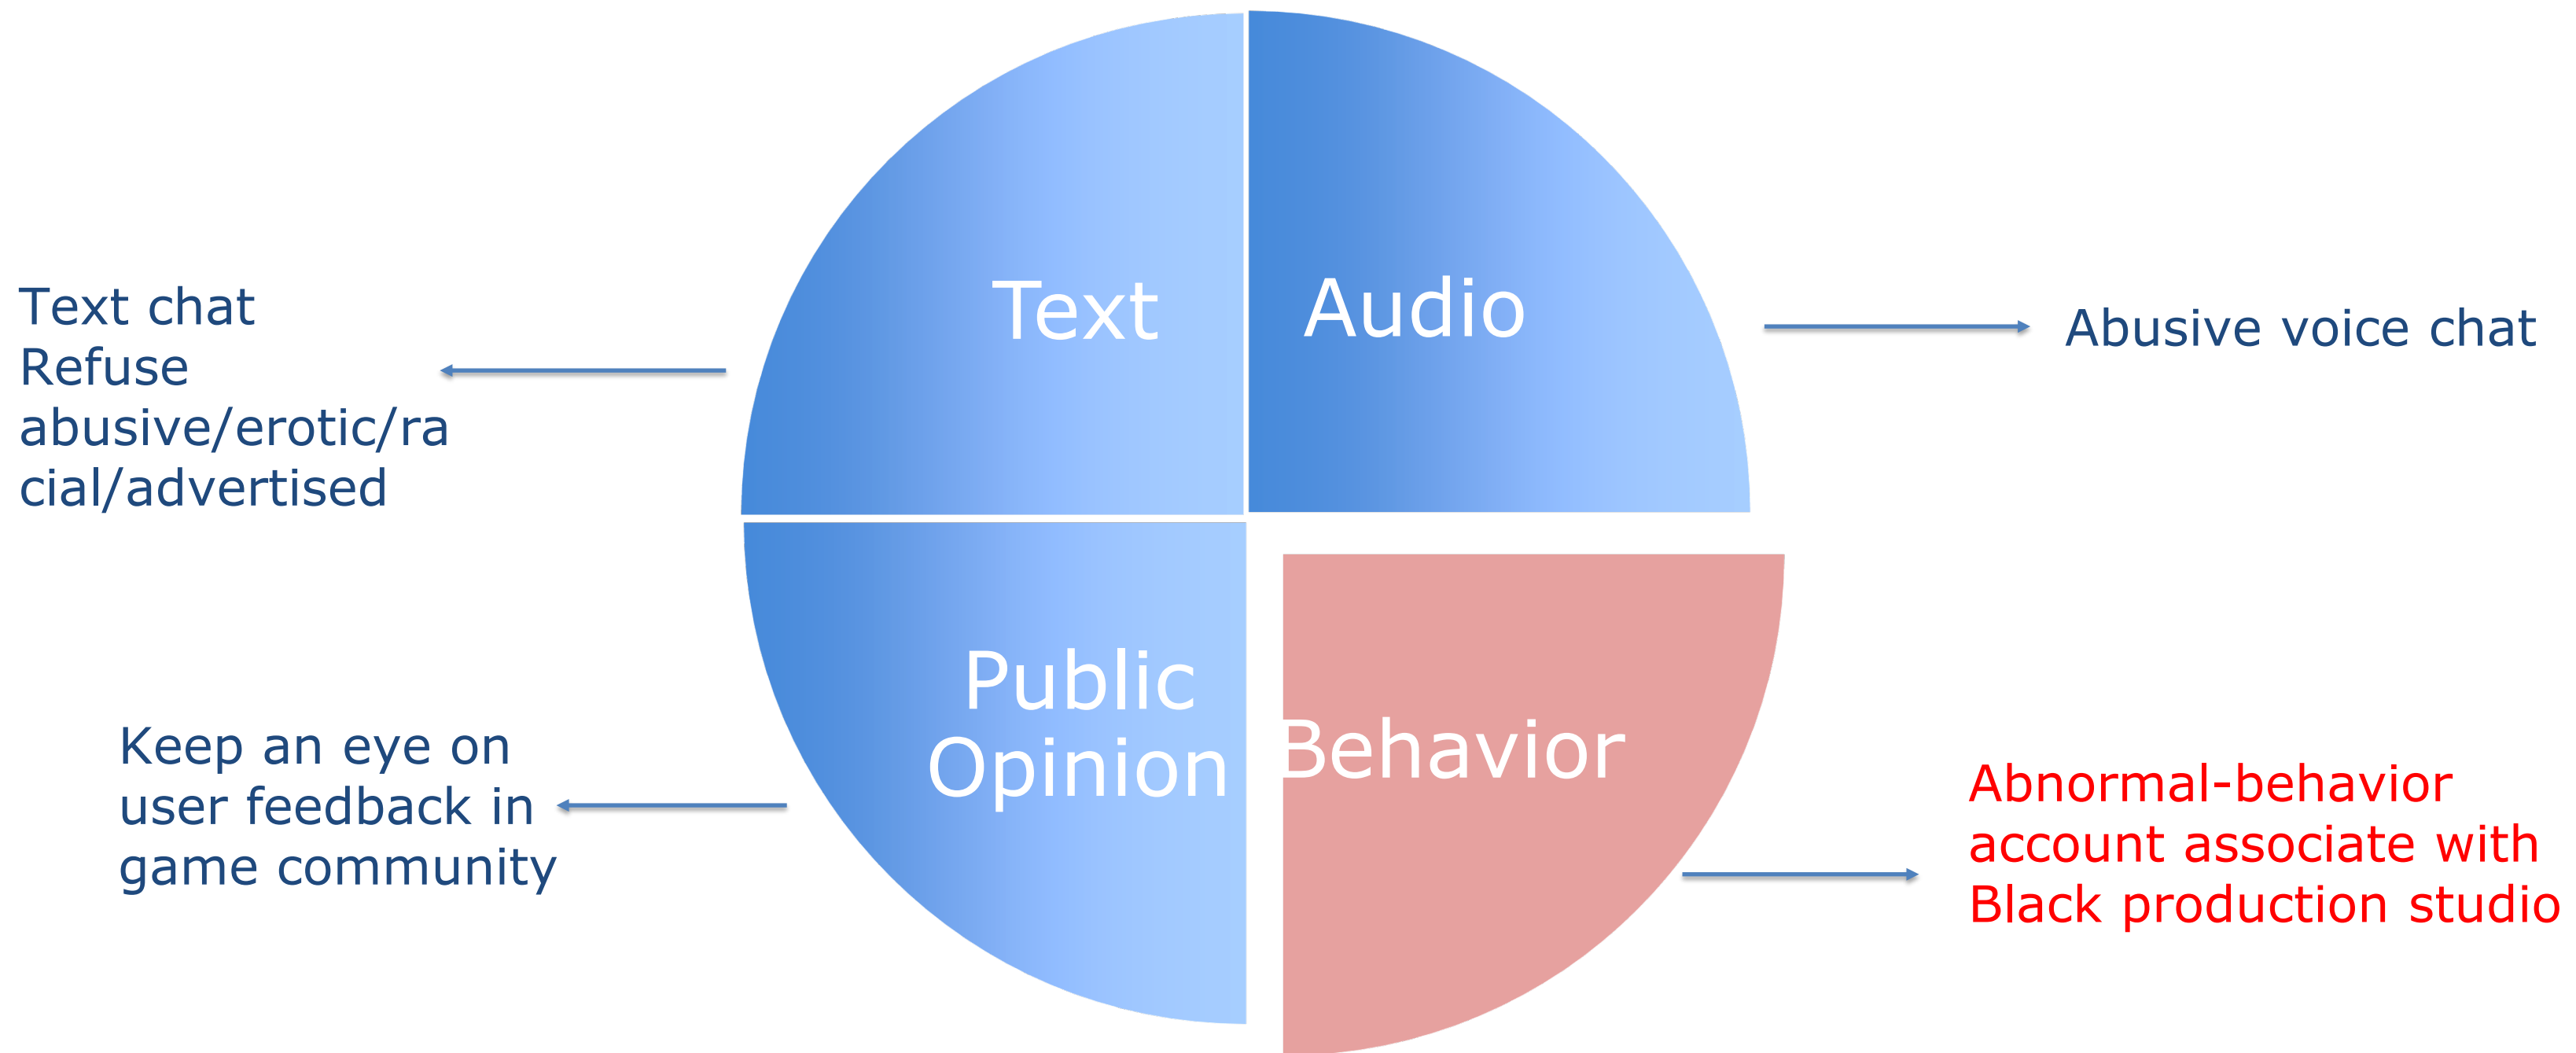 Text
Audio
Text chat
Refuse
abusive/erotic/ra
cial/advertised
Abusive voice chat
Public
Opinion
Behavior
Keep an eye on
user feedback in
game community
Abnormal-behavior
account associate with
Black production studio